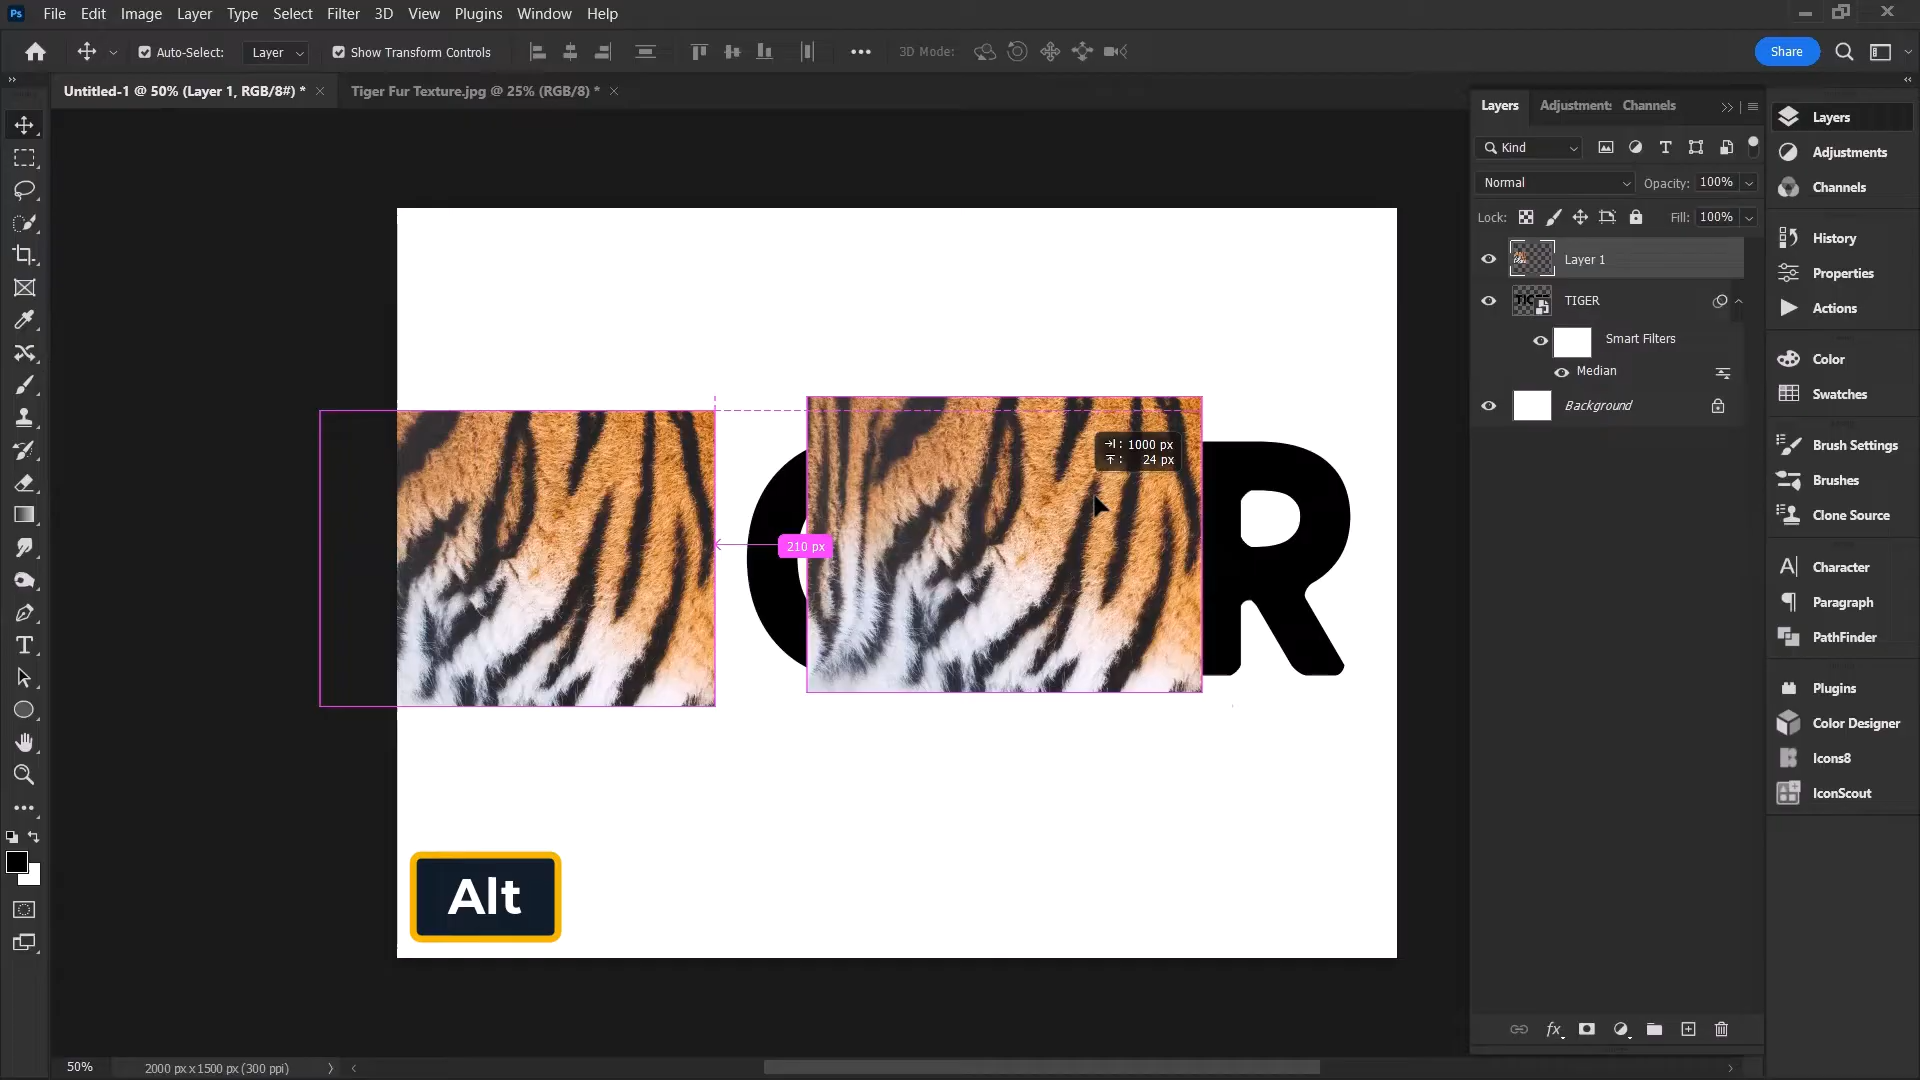 Ps File Edit Image Layer Type Select Filter 3D View Plugins Window Help
Auto-Select: Layer Show Transform Controls 3D Mode: Share
Untitled-1 @ 50% (Layer 1, RGB/8#) * Tiger Fur Texture.jpg @ 25% (RGB/8) *
Layers Adjustment: Channels
Kind
Normal Opacity: 100%
Lock: Fill: 100%
Layer 1
TIGER
Smart Filters
Median
Background
Layers
Adjustments
Channels
History
Properties
Actions
Color
Swatches
Brush Settings
Brushes
Clone Source
Character
Paragraph
PathFinder
Plugins
Color Designer
Icons8
IconScout
1000 px
24 px
210 px
R
Alt
50% 2000 px x 1500 px (300 ppi)